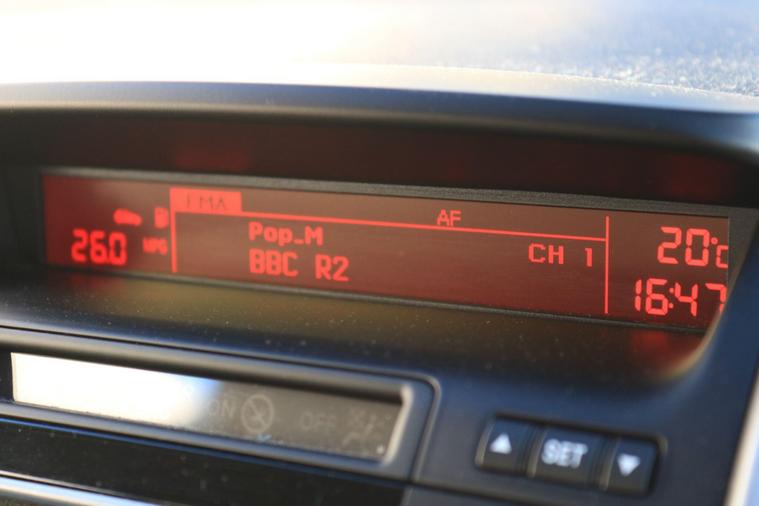 FMA
AF
26.0 MPG
Pop_M
CH 1
20°C
BBC R2
16:47
ON
OFF
SET